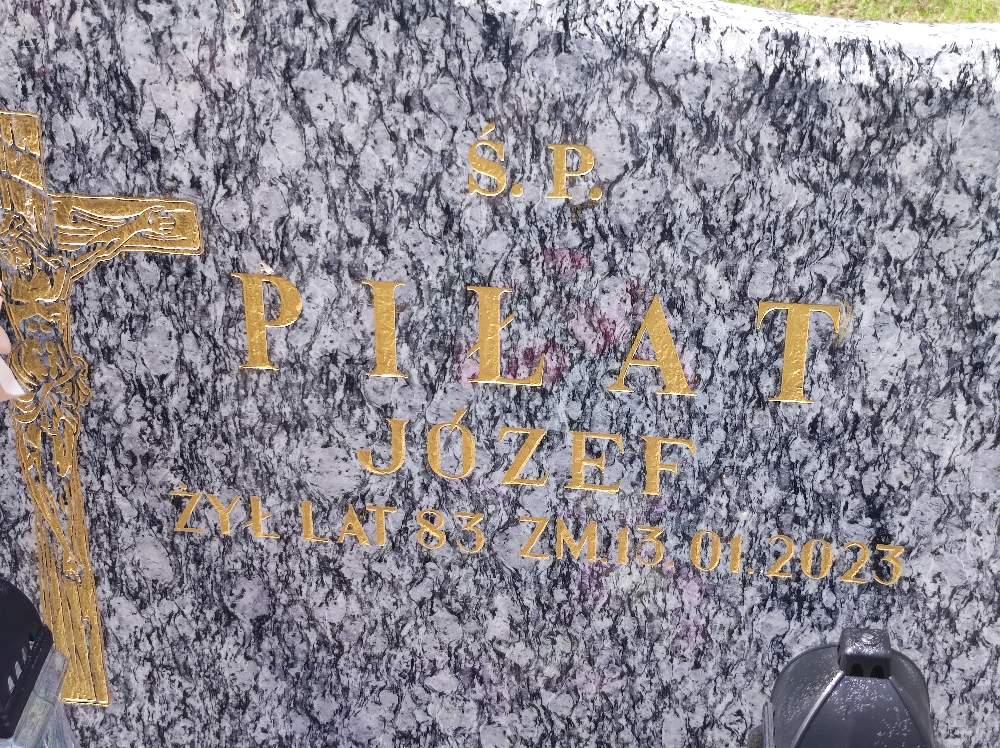 Ś. P.
PIŁAT
JÓZEF
ŻYŁ LAT 83 ZM.13.01.2023